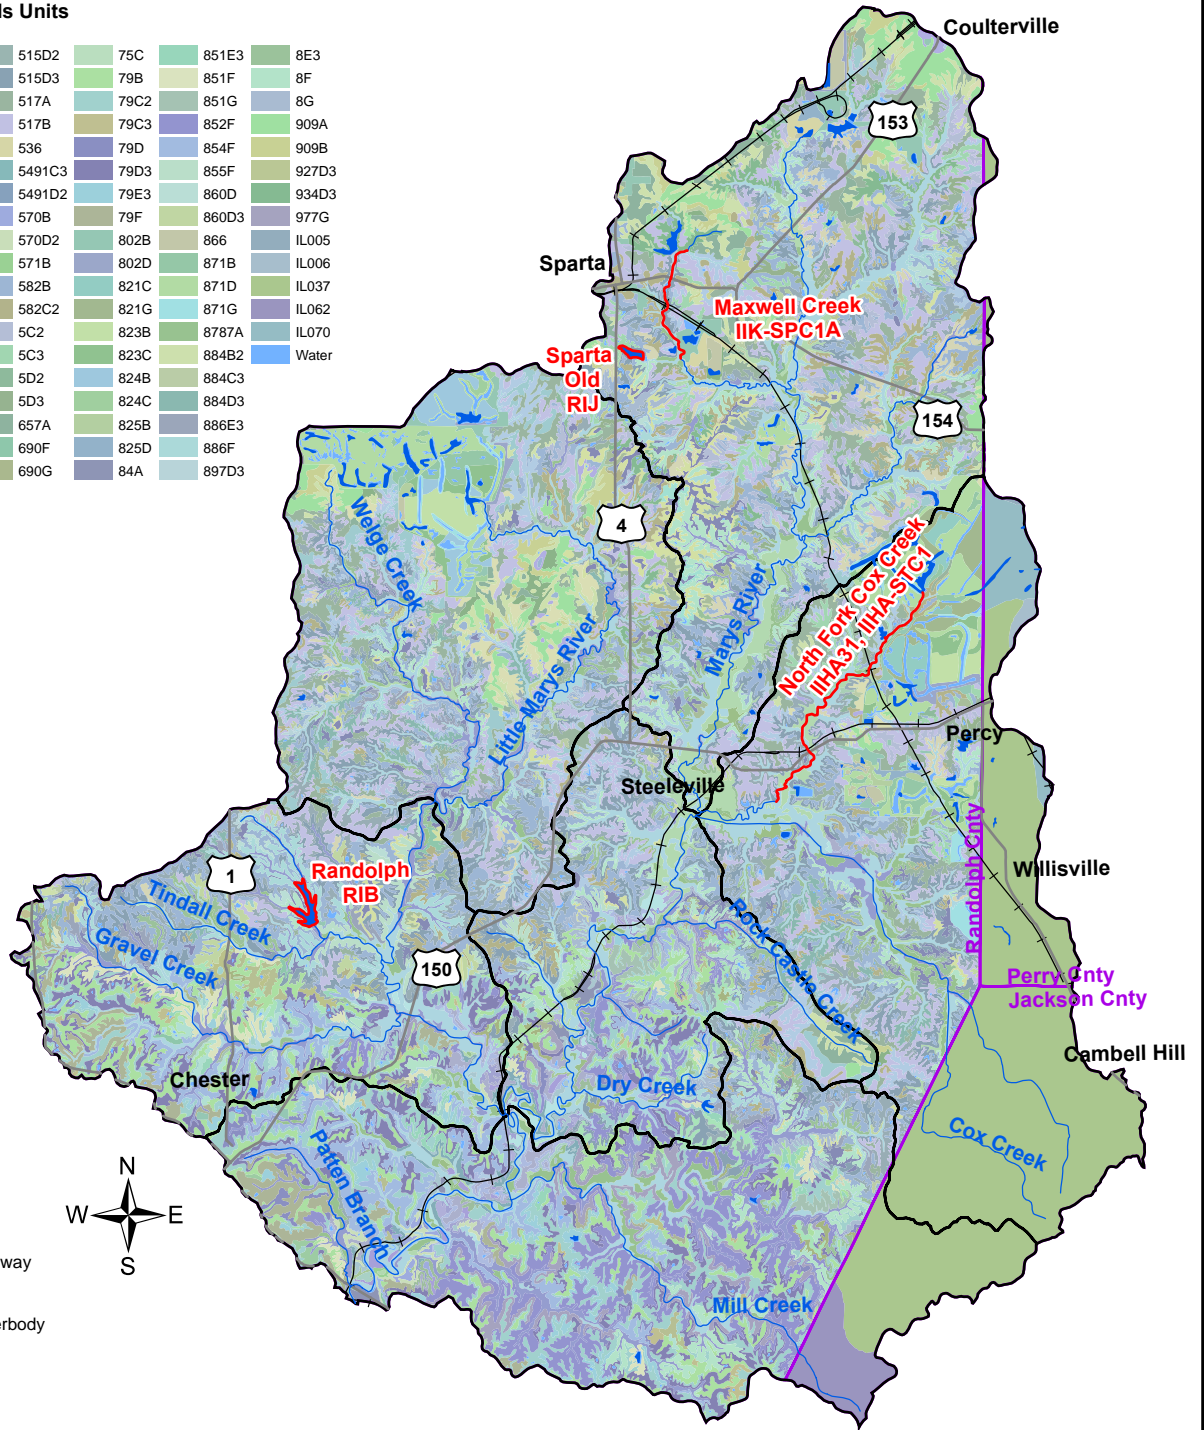 ls Units
515D2
515D3
517A
517B
536
5491C3
5491D2
570B
570D2
571B
582B
582C2
5C2
5C3
5D2
5D3
657A
690F
690G
75C
79B
79C2
79C3
79D
79D3
79E3
79F
802B
802D
821C
821G
823B
823C
824B
824C
825B
825D
84A
851E3
851F
851G
852F
854F
855F
860D
860D3
866
871B
871D
871G
8787A
884B2
884C3
884D3
886E3
886F
897D3
8E3
8F
8G
909A
909B
927D3
934D3
977G
IL005
IL006
IL037
IL062
IL070
Water
Coulterville
153
Sparta
Maxwell Creek
IIK-SPC1A
Sparta
Old
RIJ
154
4
Welge Creek
North Fork Cox Creek
IIHA31, IIHA-STC1
Marys River
Little Marys River
Percy
Steeleville
Randolph Cnty
Willisville
1
Randolph
RIB
Tindall Creek
Gravel Creek
150
Rock Castle Creek
Perry Cnty
Jackson Cnty
Cambell Hill
Chester
Dry Creek
Cox Creek
Patten Branch
Mill Creek
N
W
E
S
way
erbody